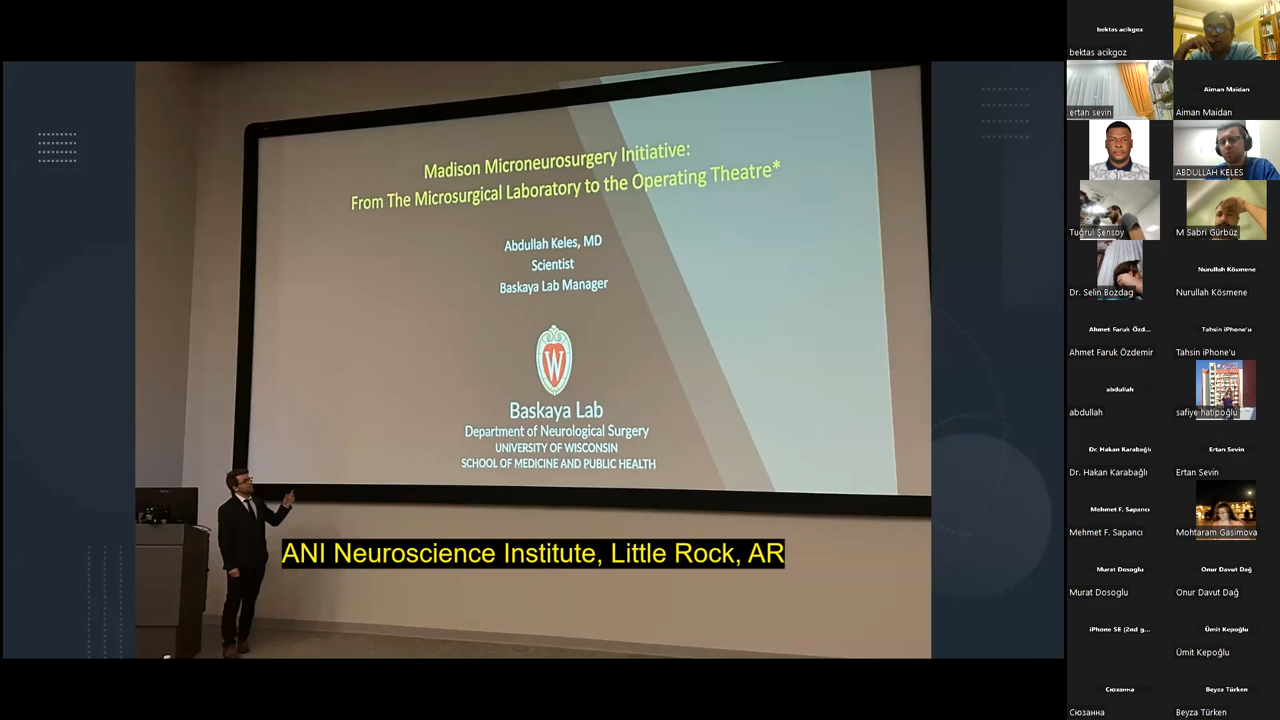 Madison Microneurosurgery Initiative:
From The Microsurgical Laboratory to the Operating Theatre*
Abdullah Keles, MD
Scientist
Baskaya Lab Manager
W
Baskaya Lab
Department of Neurological Surgery
UNIVERSITY OF WISCONSIN
SCHOOL OF MEDICINE AND PUBLIC HEALTH
ANI Neuroscience Institute, Little Rock, AR
bektas acikgoz
bektas acikgoz
ertan sevin
Aiman Maidan
Aiman Maidan
ABDULLAH KELES
Tuğrul Şensoy
M Sabri Gürbüz
Dr. Selin Bozdag
Nurullah Kösmene
Nurullah Kösmene
Ahmet Faruk Özd...
Ahmet Faruk Özdemir
Tahsin iPhone'u
Tahsin iPhone'u
abdullah
abdullah
safiye hatipoğlu
Dr. Hakan Karabağlı
Dr. Hakan Karabağlı
Ertan Sevin
Ertan Sevin
Mehmet F. Sapancı
Mehmet F. Sapancı
Mohtaram Gasimova
Murat Dosoglu
Murat Dosoglu
Onur Davut Dağ
Onur Davut Dağ
iPhone SE (2nd g...
Ümit Kepoğlu
Ümit Kepoğlu
Сюзанна
Сюзанна
Beyza Türken
Beyza Türken